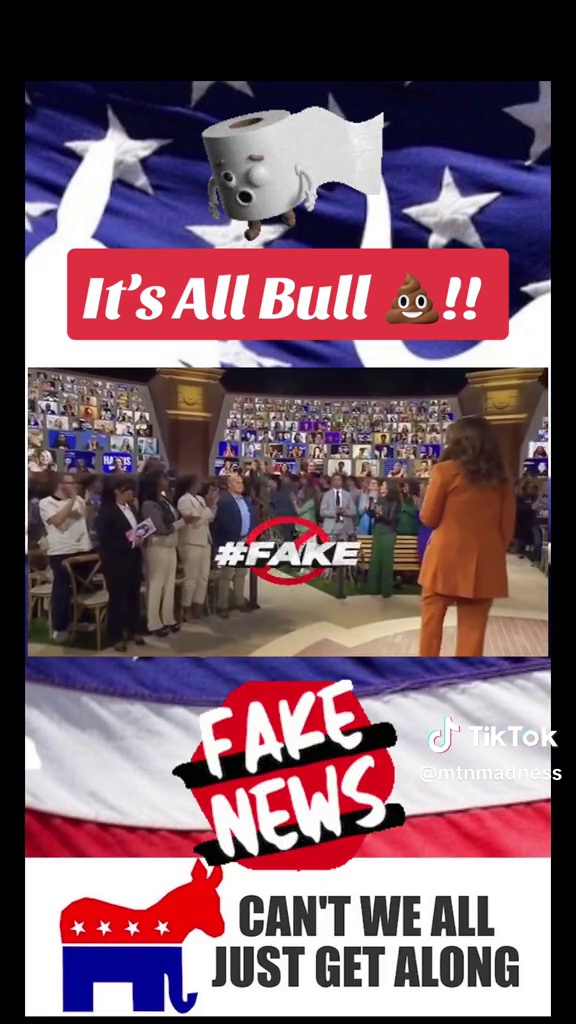 It's All Bull 💩!!
HARRIS
#FAKE
FAKE
NEWS
TikTok
@mtnmadness
CAN'T WE ALL
JUST GET ALONG